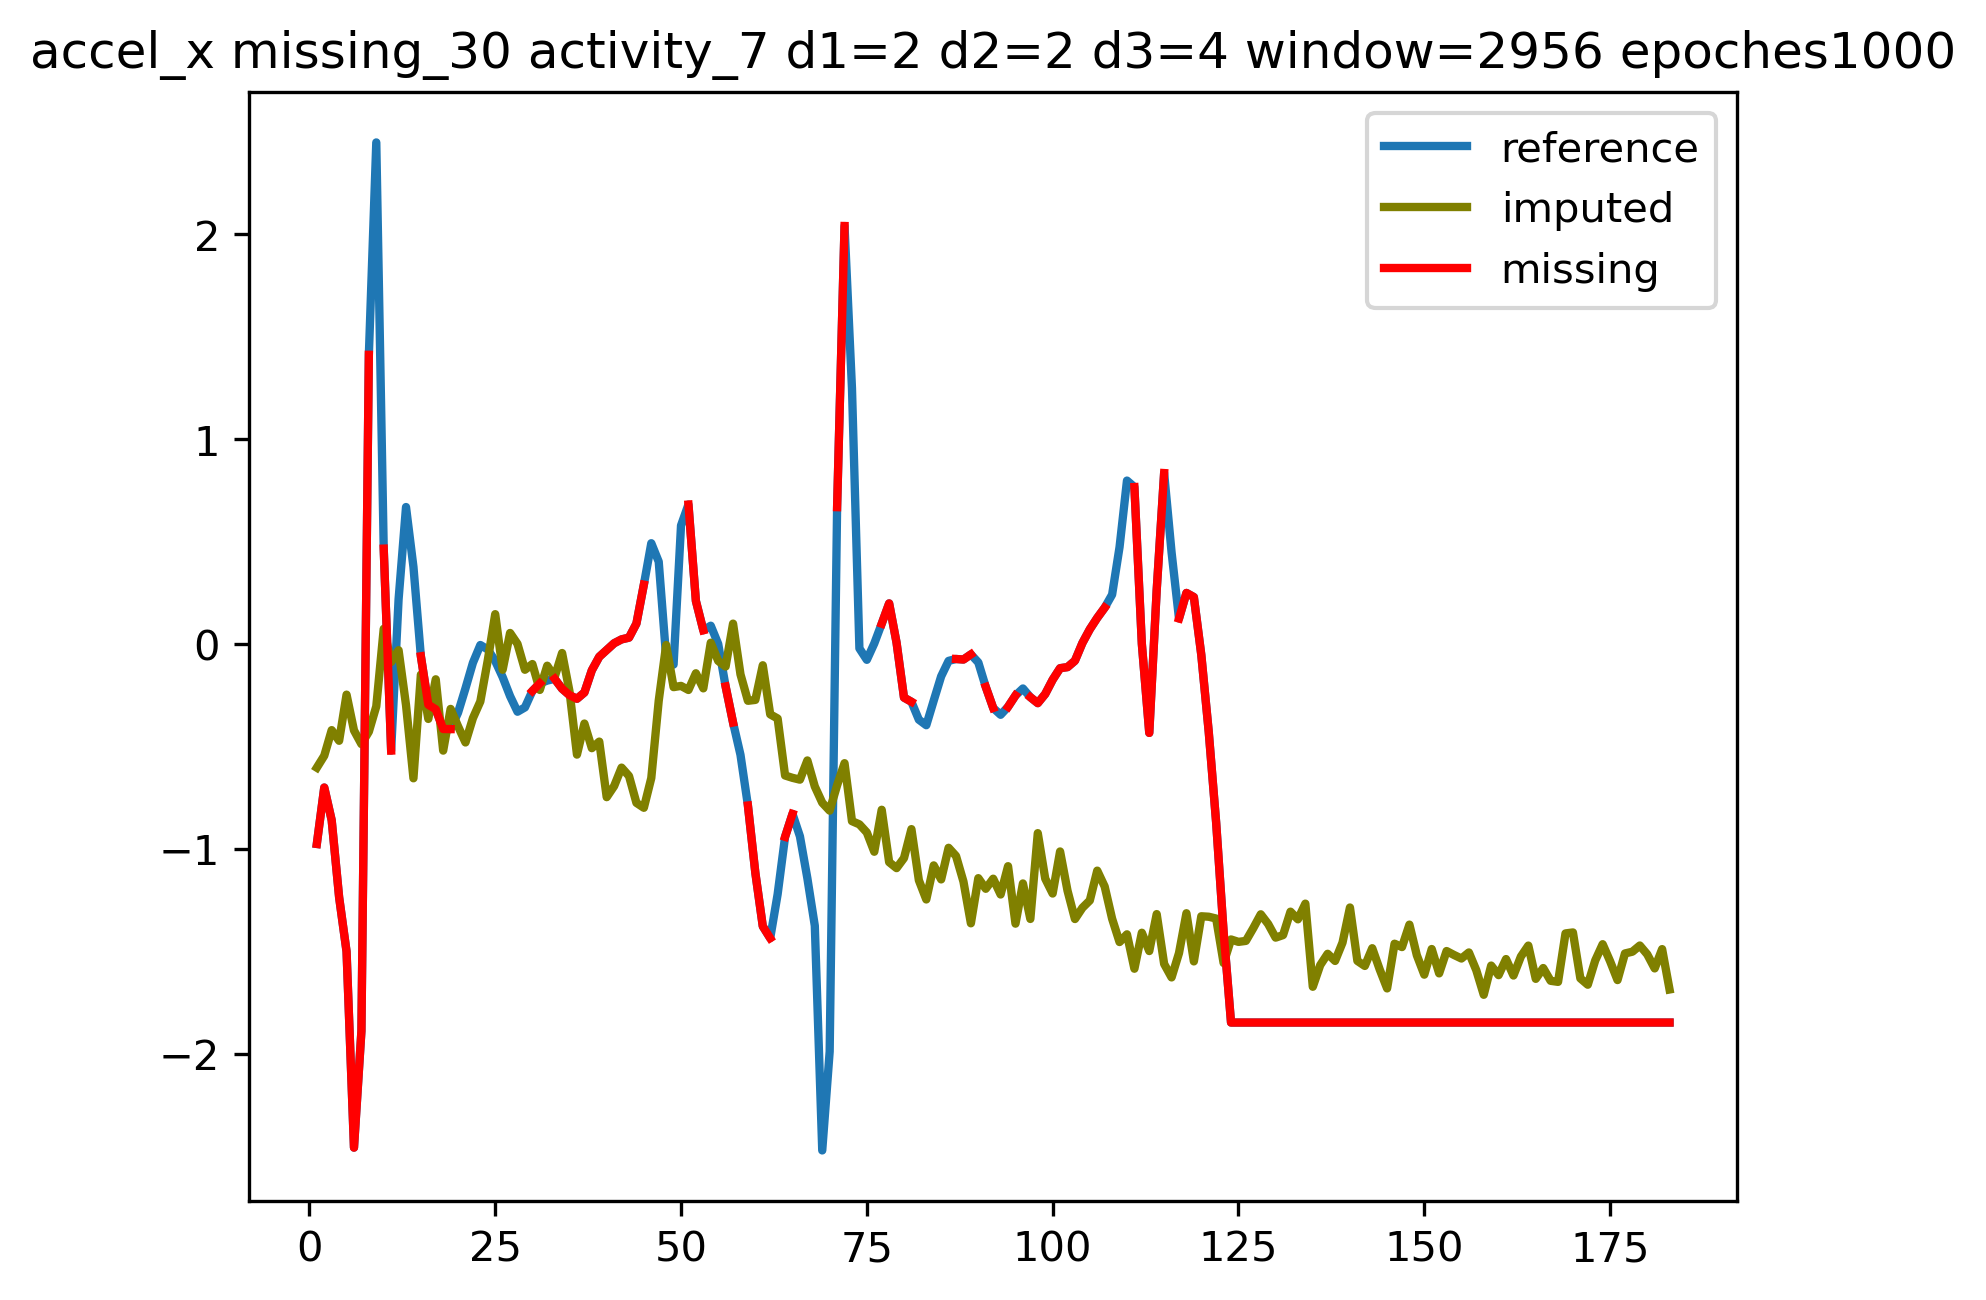 accel_x missing_30 activity_7 d1=2 d2=2 d3=4 window=2956 epoches1000
reference
imputed
missing
2
1
0
−1
−2
0 25 50 75 100 125 150 175